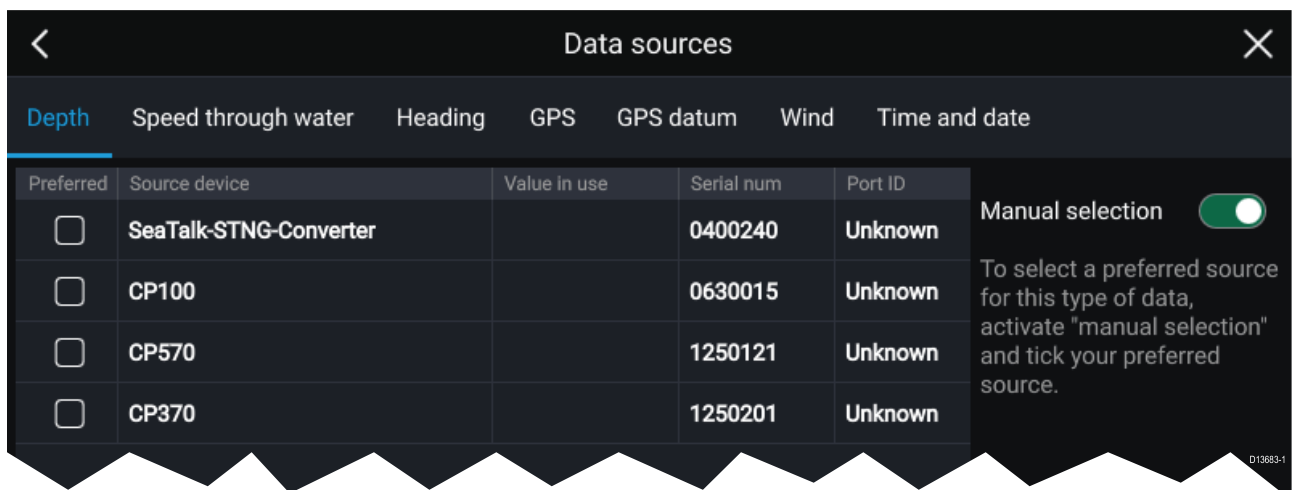 Data sources
Depth Speed through water Heading GPS GPS datum Wind Time and date
Preferred Source device Value in use Serial num Port ID
SeaTalk-STNG-Converter 0400240 Unknown
CP100 0630015 Unknown
CP570 1250121 Unknown
CP370 1250201 Unknown
Manual selection
To select a preferred source
for this type of data,
activate "manual selection"
and tick your preferred
source.
D13683-1